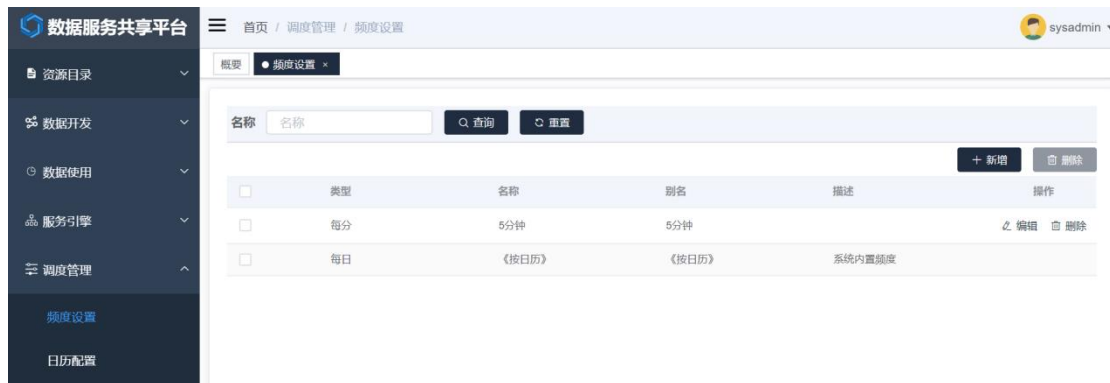 数据服务共享平台
首页 / 调度管理 / 频度设置
sysadmin
资源目录
数据开发
数据使用
服务引擎
调度管理
频度设置
日历配置
概要 频度设置 ×
名称 名称 查询 重置
新增 删除
类型 名称 别名 描述 操作
每分 5分钟 5分钟 编辑 删除
每日 《按日历》 《按日历》 系统内置频度